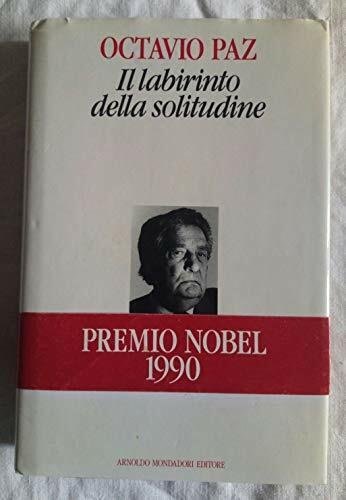 OCTAVIO PAZ
Il labirinto
della solitudine
PREMIO NOBEL
1990
ARNOLDO MONDADORI EDITORE